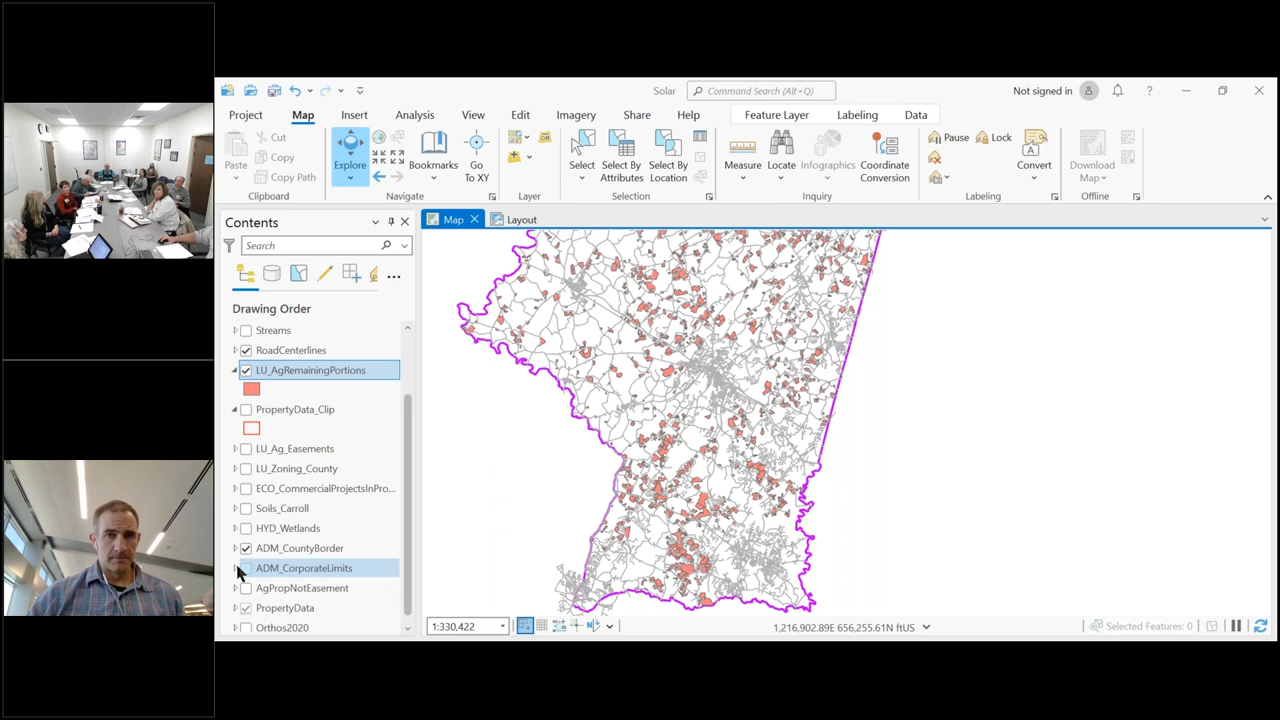 Solar
Command Search (Alt+Q)
Not signed in
?
Project
Map
Insert
Analysis
View
Edit
Imagery
Share
Help
Feature Layer
Labeling
Data
Paste
Cut
Copy
Copy Path
Clipboard
Explore
Bookmarks
Go
To XY
Navigate
Layer
Select
Select By
Attributes
Select By
Location
Selection
Measure
Locate
Infographics
Coordinate
Conversion
Inquiry
Pause
Lock
Convert
Labeling
Download
Map
Offline
Contents
Search
Drawing Order
Streams
RoadCenterlines
LU_AgRemainingPortions
PropertyData_Clip
LU_Ag_Easements
LU_Zoning_County
ECO_CommercialProjectsInPro...
Soils_Carroll
HYD_Wetlands
ADM_CountyBorder
ADM_CorporateLimits
AgPropNotEasement
PropertyData
Orthos2020
Map
Layout
1:330,422
1,216,902.89E 656,255.61N ftUS
Selected Features: 0